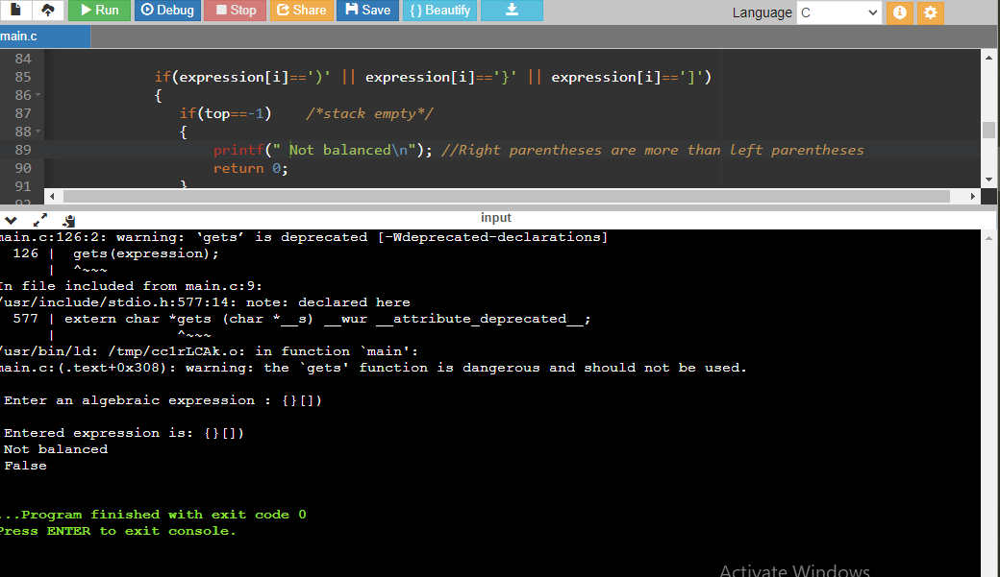 Run Debug Stop Share Save {} Beautify Language C
main.c
84
85 if(expression[i]==')' || expression[i]=='}' || expression[i]==']')
86 {
87 if(top==-1) /*stack empty*/
88 {
89 printf(" Not balanced\n"); //Right parentheses are more than left parentheses
90 return 0;
91 }
92
input
main.c:126:2: warning: ‘gets’ is deprecated [-Wdeprecated-declarations]
126 | gets(expression);
| ^~~~
In file included from main.c:9:
/usr/include/stdio.h:577:14: note: declared here
577 | extern char *gets (char *__s) __wur __attribute_deprecated__;
| ^~~~
/usr/bin/ld: /tmp/cc1rLCAk.o: in function `main':
main.c:(.text+0x308): warning: the `gets' function is dangerous and should not be used.
Enter an algebraic expression : {}[])
Entered expression is: {}[])
Not balanced
False
...Program finished with exit code 0
Press ENTER to exit console.
Activate Windows